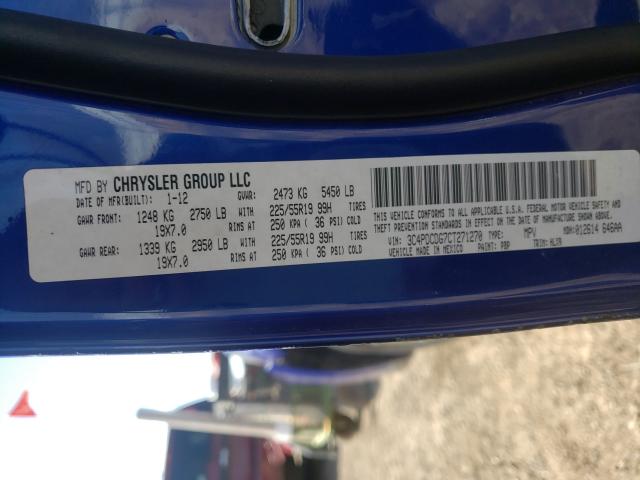 MFD BY CHRYSLER GROUP LLC
DATE OF MFR(BUILT): 1-12 GVWR: 2473 KG 5450 LB
GAWR FRONT: 1248 KG 2750 LB WITH 225/55R19 99H TIRES
19X7.0 RIMS AT 250 KPA ( 36 PSI) COLD
GAWR REAR: 1339 KG 2950 LB WITH 225/55R19 99H TIRES
19X7.0 RIMS AT 250 KPA ( 36 PSI) COLD
THIS VEHICLE CONFORMS TO ALL APPLICABLE U.S.A. FEDERAL MOTOR VEHICLE SAFETY AND
THEFT PREVENTION STANDARDS IN EFFECT ON THE DATE OF MANUFACTURE SHOWN ABOVE.
VIN: 3C4PDCDG7CT271270 TYPE: MPV MDH: 012614 646AA
VEHICLE MADE IN MEXICO PAINT: PBP TRIM: HLX8